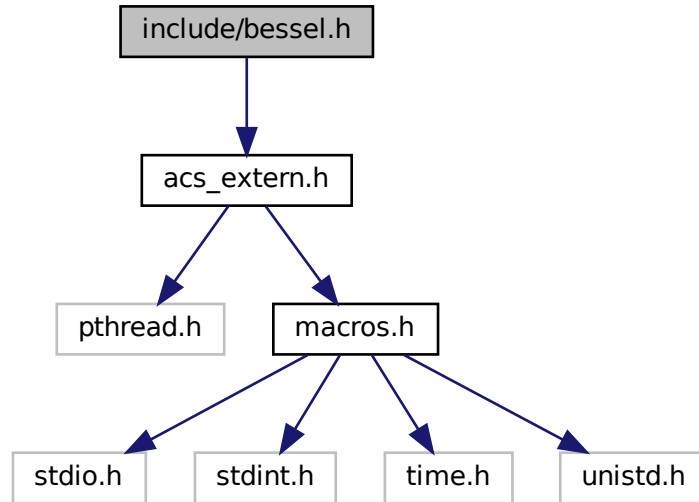 include/bessel.h
acs_extern.h
pthread.h
macros.h
stdio.h
stdint.h
time.h
unistd.h